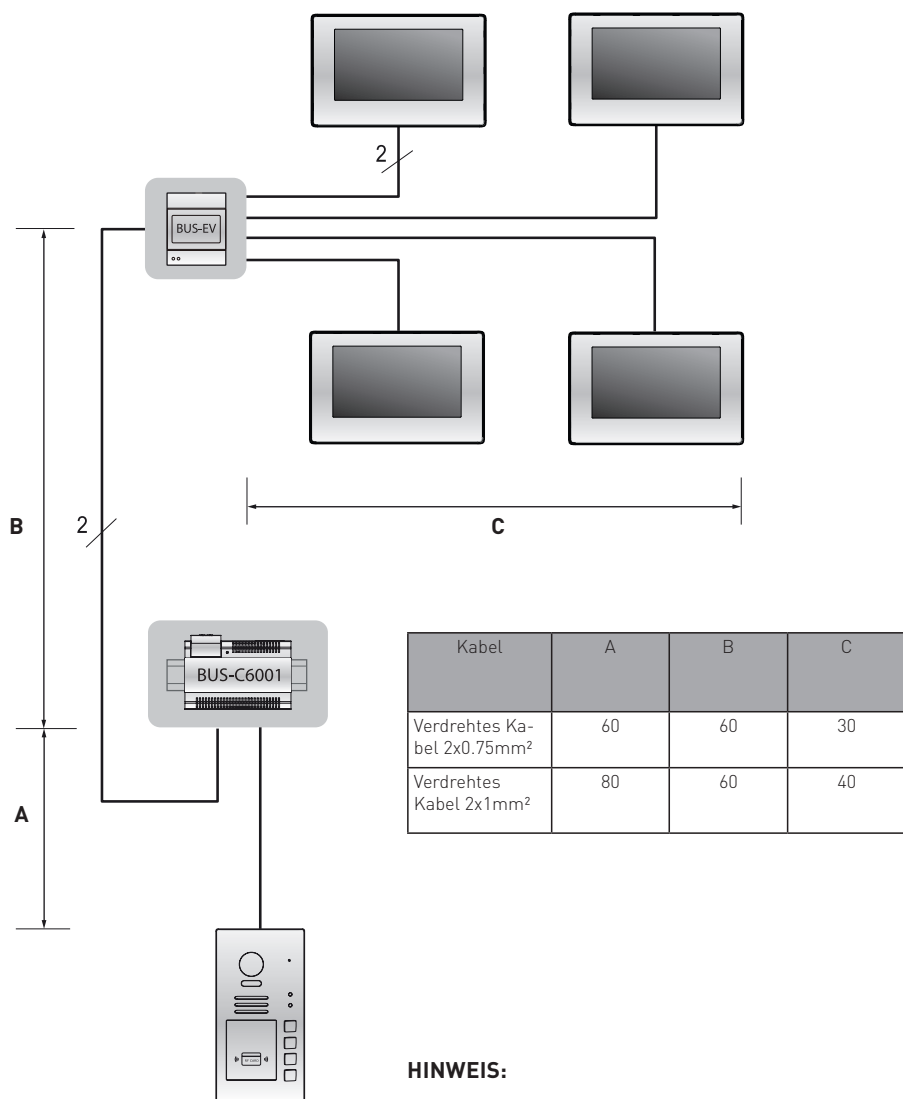 2
BUS-EV
B
2
C
BUS-C6001
Kabel A B C
Verdrehtes Ka-
bel 2x0.75mm² 60 60 30
Verdrehtes
Kabel 2x1mm² 80 60 40
A
HINWEIS: